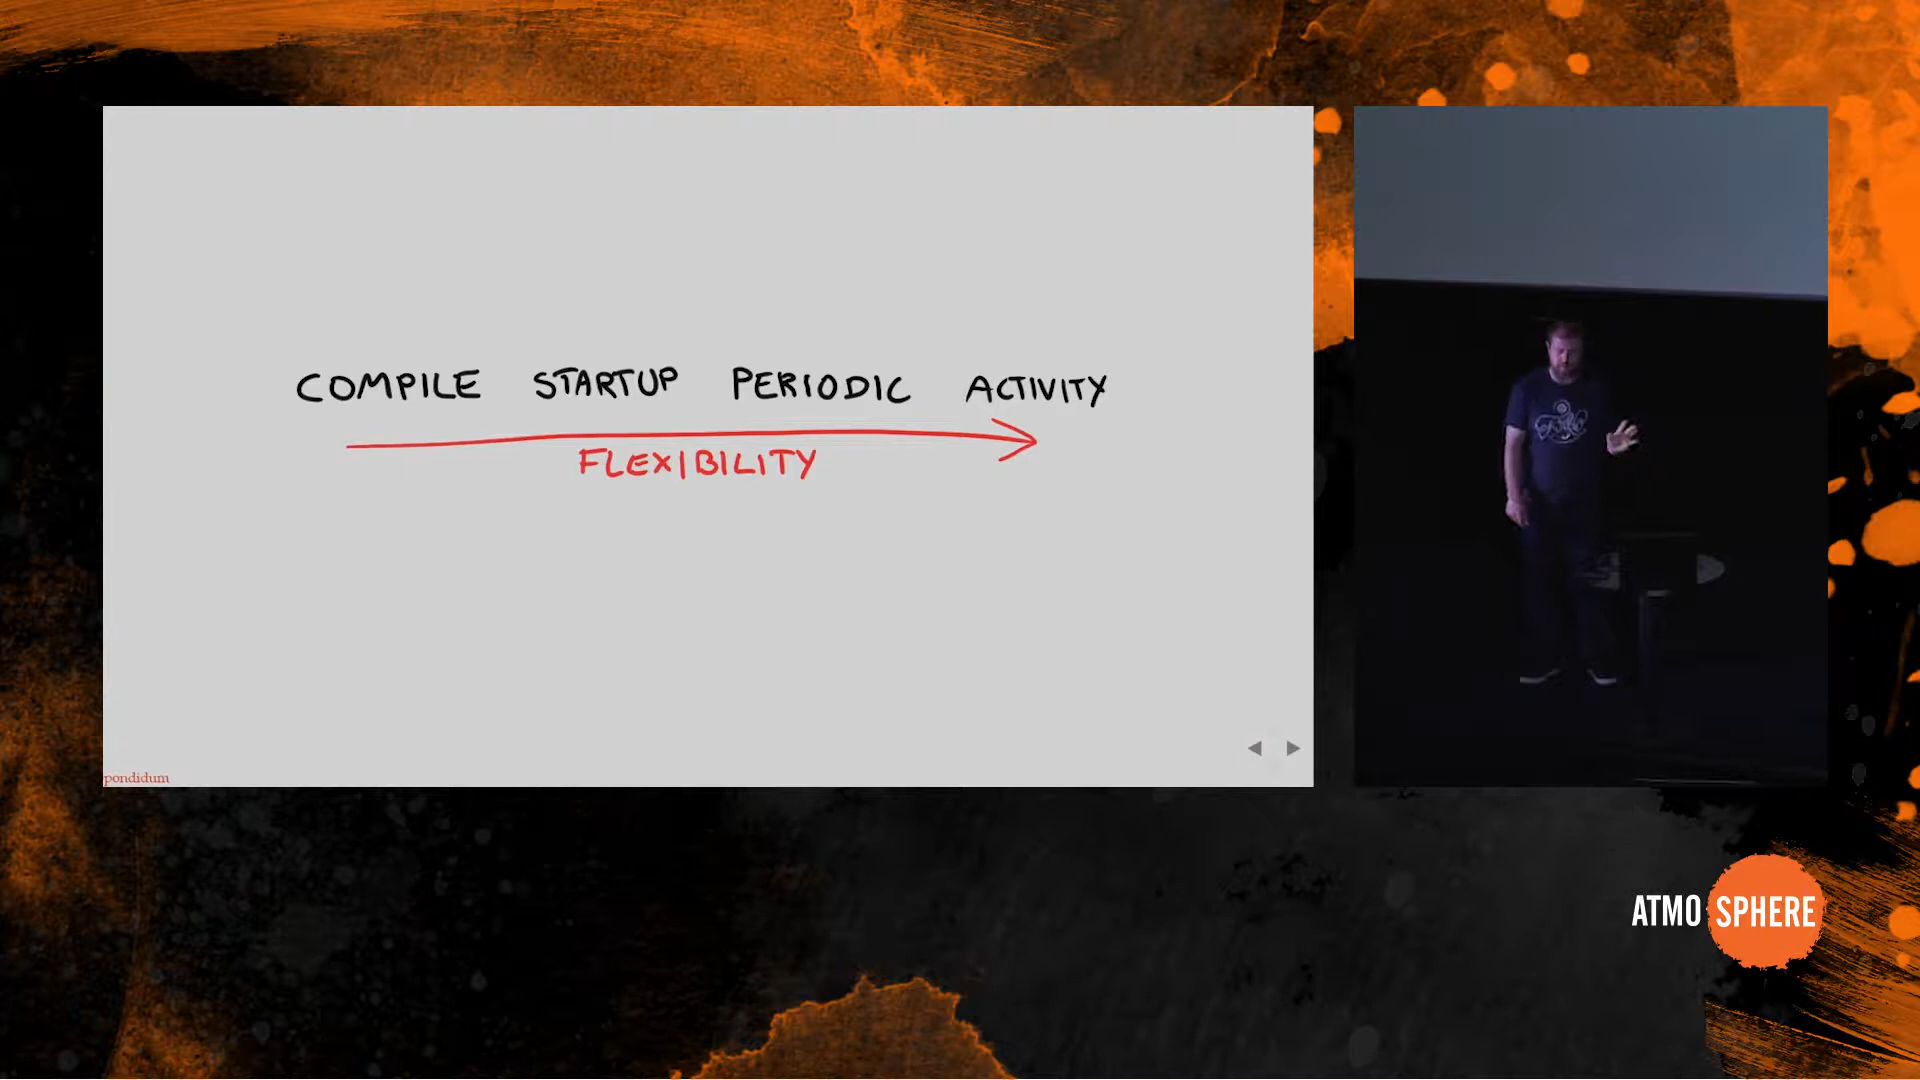 COMPILE STARTUP PERIODIC ACTIVITY
FLEXIBILITY
pondidum
ATMO SPHERE